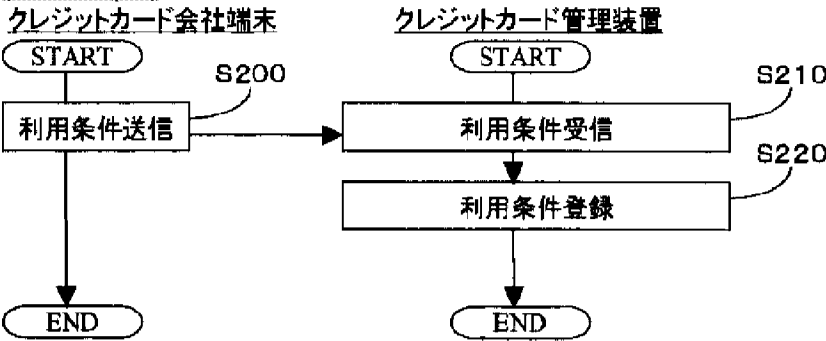 クレジットカード会社端末
クレジットカード管理装置
START
START
S200
S210
利用条件送信
利用条件受信
S220
利用条件登録
END
END